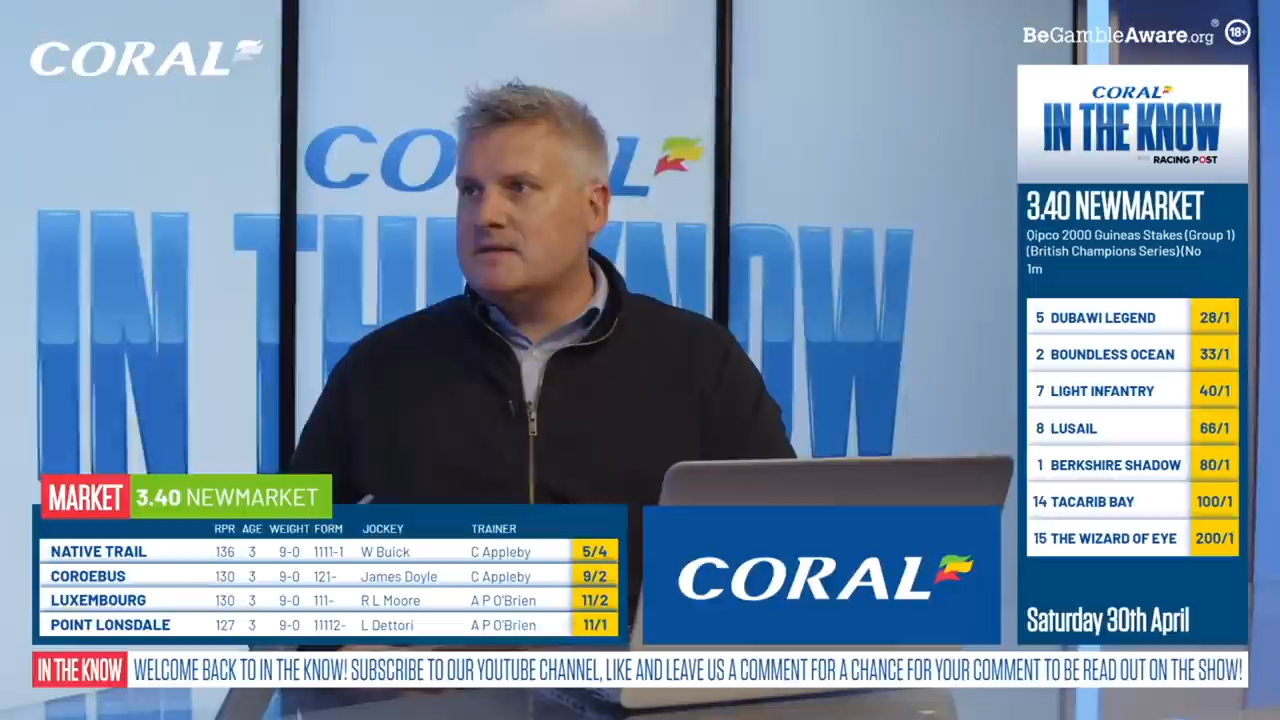 CORAL
BeGambleAware.org® 18+
CORAL
IN THE KNOW
CORAL
IN THE KNOW
RACING POST
3.40 NEWMARKET
Qipco 2000 Guineas Stakes (Group 1)
(British Champions Series)(No
1m
5 DUBAWI LEGEND 28/1
2 BOUNDLESS OCEAN 33/1
7 LIGHT INFANTRY 40/1
8 LUSAIL 66/1
1 BERKSHIRE SHADOW 80/1
14 TACARIB BAY 100/1
15 THE WIZARD OF EYE 200/1
Saturday 30th April
MARKET 3.40 NEWMARKET
RPR AGE WEIGHT FORM JOCKEY TRAINER
NATIVE TRAIL 136 3 9-0 1111-1 W Buick C Appleby 5/4
COROEBUS 130 3 9-0 121- James Doyle C Appleby 9/2
LUXEMBOURG 130 3 9-0 111- R L Moore A P O'Brien 11/2
POINT LONSDALE 127 3 9-0 11112- L Dettori A P O'Brien 11/1
CORAL
IN THE KNOW WELCOME BACK TO IN THE KNOW! SUBSCRIBE TO OUR YOUTUBE CHANNEL, LIKE AND LEAVE US A COMMENT FOR A CHANCE FOR YOUR COMMENT TO BE READ OUT ON THE SHOW!